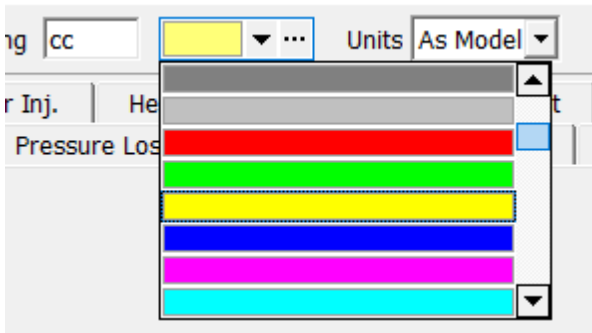 ng cc ... Units As Model
r Inj. He t
Pressure Los